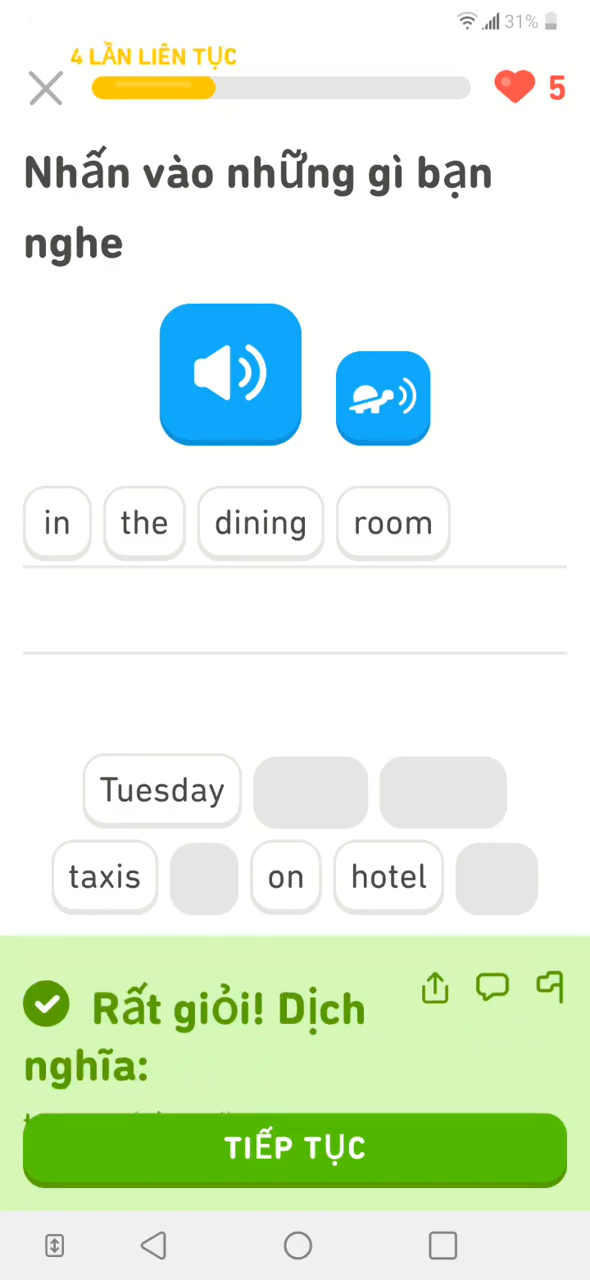 31%
4 LẦN LIÊN TỤC
5
Nhấn vào những gì bạn
nghe
in the dining room
Tuesday
taxis on hotel
Rất giỏi! Dịch
nghĩa:
TIẾP TỤC